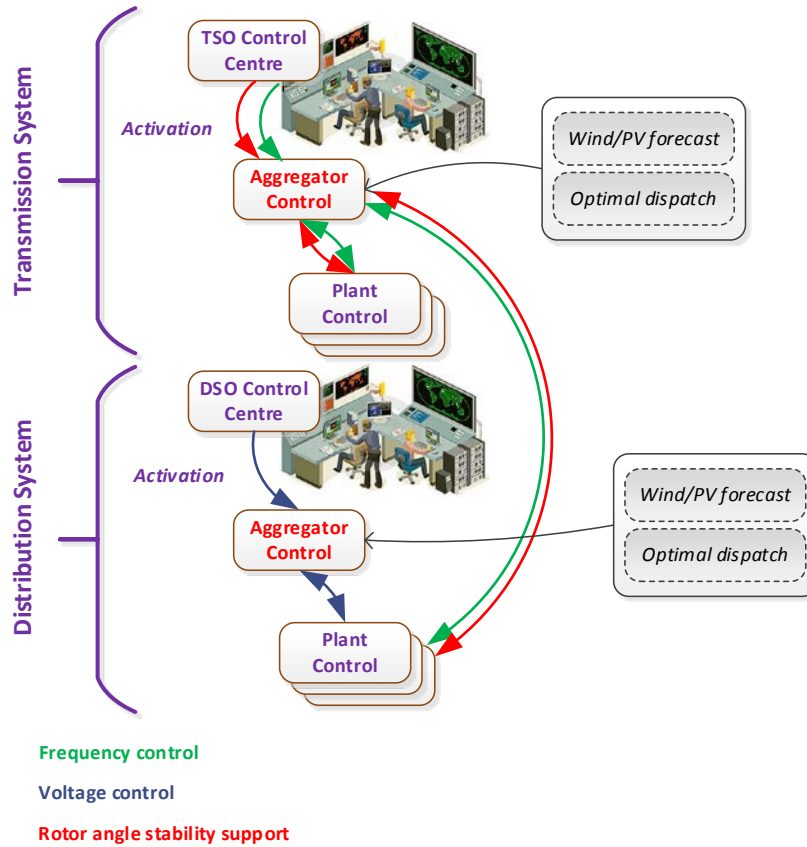 TSO Control
Centre
Activation
Transmission System
Aggregator
Control
Wind/PV forecast
Optimal dispatch
Plant
Control
DSO Control
Centre
Activation
Distribution System
Aggregator
Control
Wind/PV forecast
Optimal dispatch
Plant
Control
Frequency control
Voltage control
Rotor angle stability support